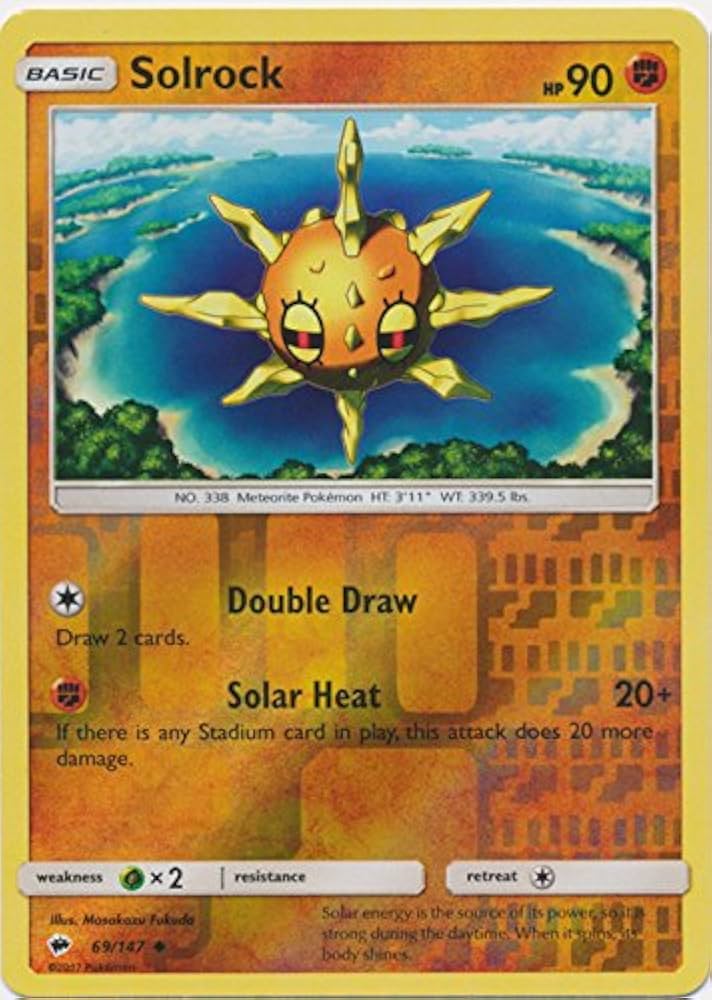 BASIC Solrock HP 90
NO. 338 Meteorite Pokémon HT: 3'11" WT: 339.5 lbs.
Double Draw
Draw 2 cards.
Solar Heat 20+
If there is any Stadium card in play, this attack does 20 more
damage.
weakness ×2 resistance retreat
Illus. Masakazu Fukuda
Solar energy is the source of its power, so it is
strong during the daytime. When it spins, its
body shines.
69/147
©2017 Pokémon